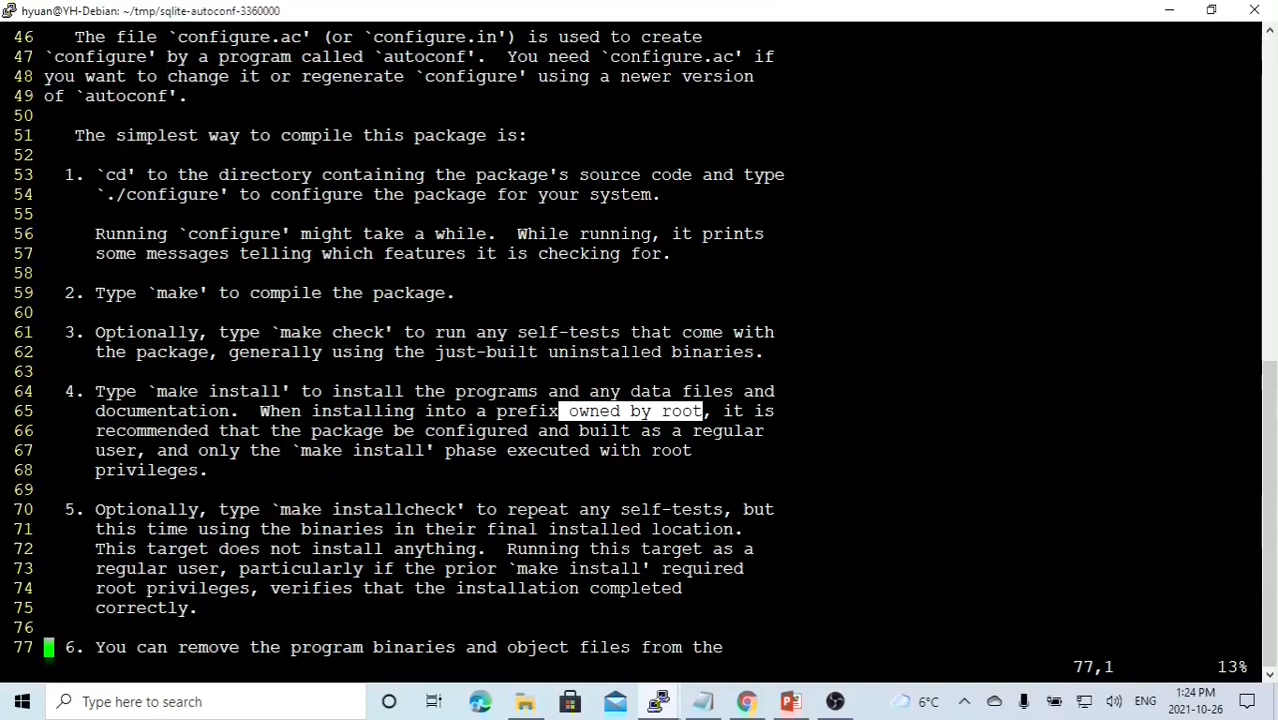 hyuan@YH-Debian: ~/tmp/sqlite-autoconf-3360000
46    The file `configure.ac' (or `configure.in') is used to create
47 `configure' by a program called `autoconf'.  You need `configure.ac' if
48 you want to change it or regenerate `configure' using a newer version
49 of `autoconf'.
50
51    The simplest way to compile this package is:
52
53   1. `cd' to the directory containing the package's source code and type
54      `./configure' to configure the package for your system.
55
56      Running `configure' might take a while.  While running, it prints
57      some messages telling which features it is checking for.
58
59   2. Type `make' to compile the package.
60
61   3. Optionally, type `make check' to run any self-tests that come with
62      the package, generally using the just-built uninstalled binaries.
63
64   4. Type `make install' to install the programs and any data files and
65      documentation.  When installing into a prefix owned by root, it is
66      recommended that the package be configured and built as a regular
67      user, and only the `make install' phase executed with root
68      privileges.
69
70   5. Optionally, type `make installcheck' to repeat any self-tests, but
71      this time using the binaries in their final installed location.
72      This target does not install anything.  Running this target as a
73      regular user, particularly if the prior `make install' required
74      root privileges, verifies that the installation completed
75      correctly.
76
77   6. You can remove the program binaries and object files from the
77,1 13%
Type here to search
6°C
ENG
1:24 PM
2021-10-26